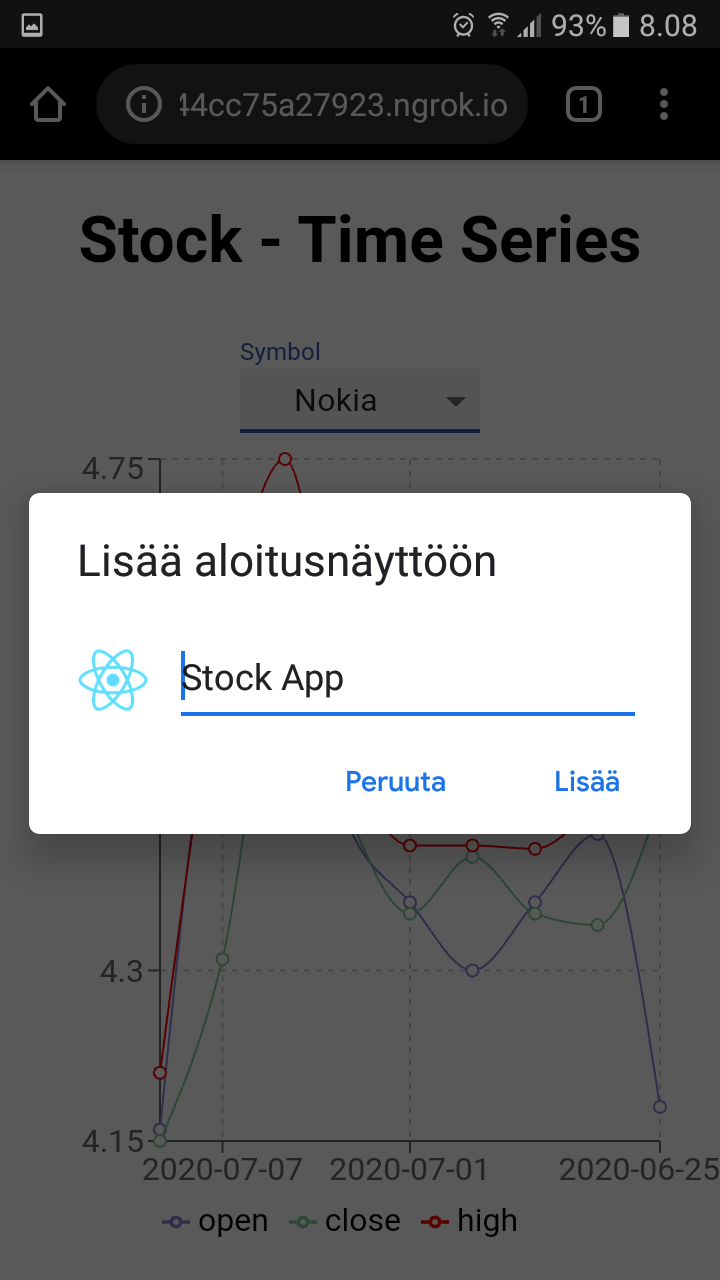 93% 8.08
44cc75a27923.ngrok.io 1
Stock - Time Series
Symbol
Nokia
4.75
Lisää aloitusnäyttöön
Stock App
Peruuta Lisää
4.3
4.15
2020-07-07 2020-07-01 2020-06-25
open close high